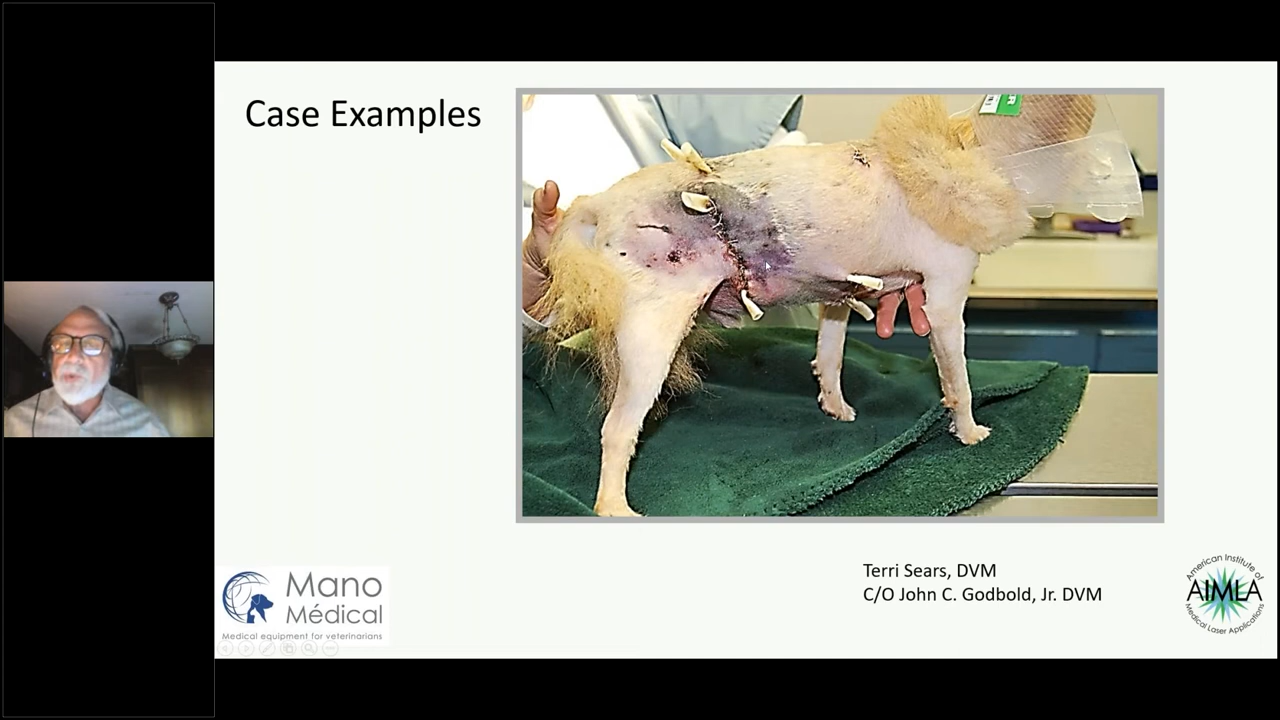 Case Examples
Terri Sears, DVM
C/O John C. Godbold, Jr. DVM
Mano
Médical
Medical equipment for veterinarians
American Institute of
AIMLA
Medical Laser Applications